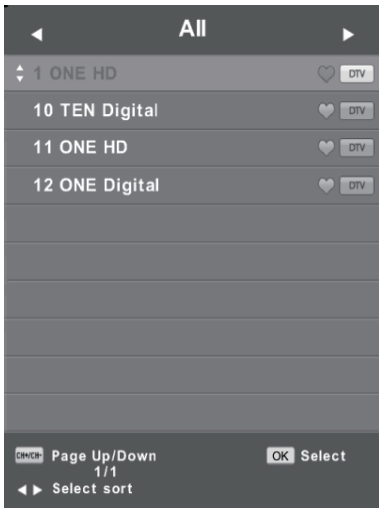 All
1 ONE HD DTV
10 TEN Digital DTV
11 ONE HD DTV
12 ONE Digital DTV
CH+/CH- Page Up/Down OK Select
1/1
Select sort